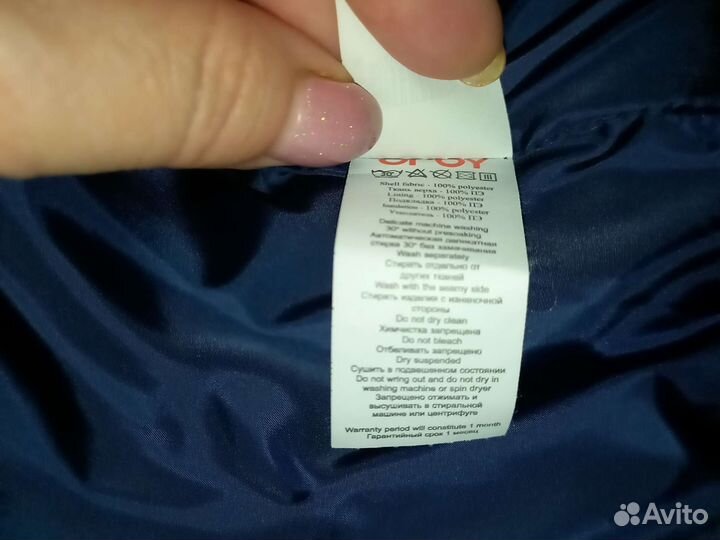 Shell fabric - 100% polyester
Ткань верха - 100% ПЭ
Lining - 100% polyester
Подкладка - 100% ПЭ
Insulation - 100% polyester
Утеплитель - 100% ПЭ
Delicate machine washing
30° without presoaking
Автоматическая деликатная
стирка 30° без замачивания
Wash separately
Стирать отдельно от
других тканей
Wash with the seamy side
Стирать изделия с изнаночной
стороны
Do not dry clean
Химчистка запрещена
Do not bleach
Отбеливать запрещено
Dry suspended
Сушить в подвешенном состоянии
Do not wring out and do not dry in
washing machine or spin dryer
Запрещено отжимать и
высушивать в стиральной
машине или центрифуге
Warranty period will constitute 1 month
Гарантийный срок 1 месяц
Avito